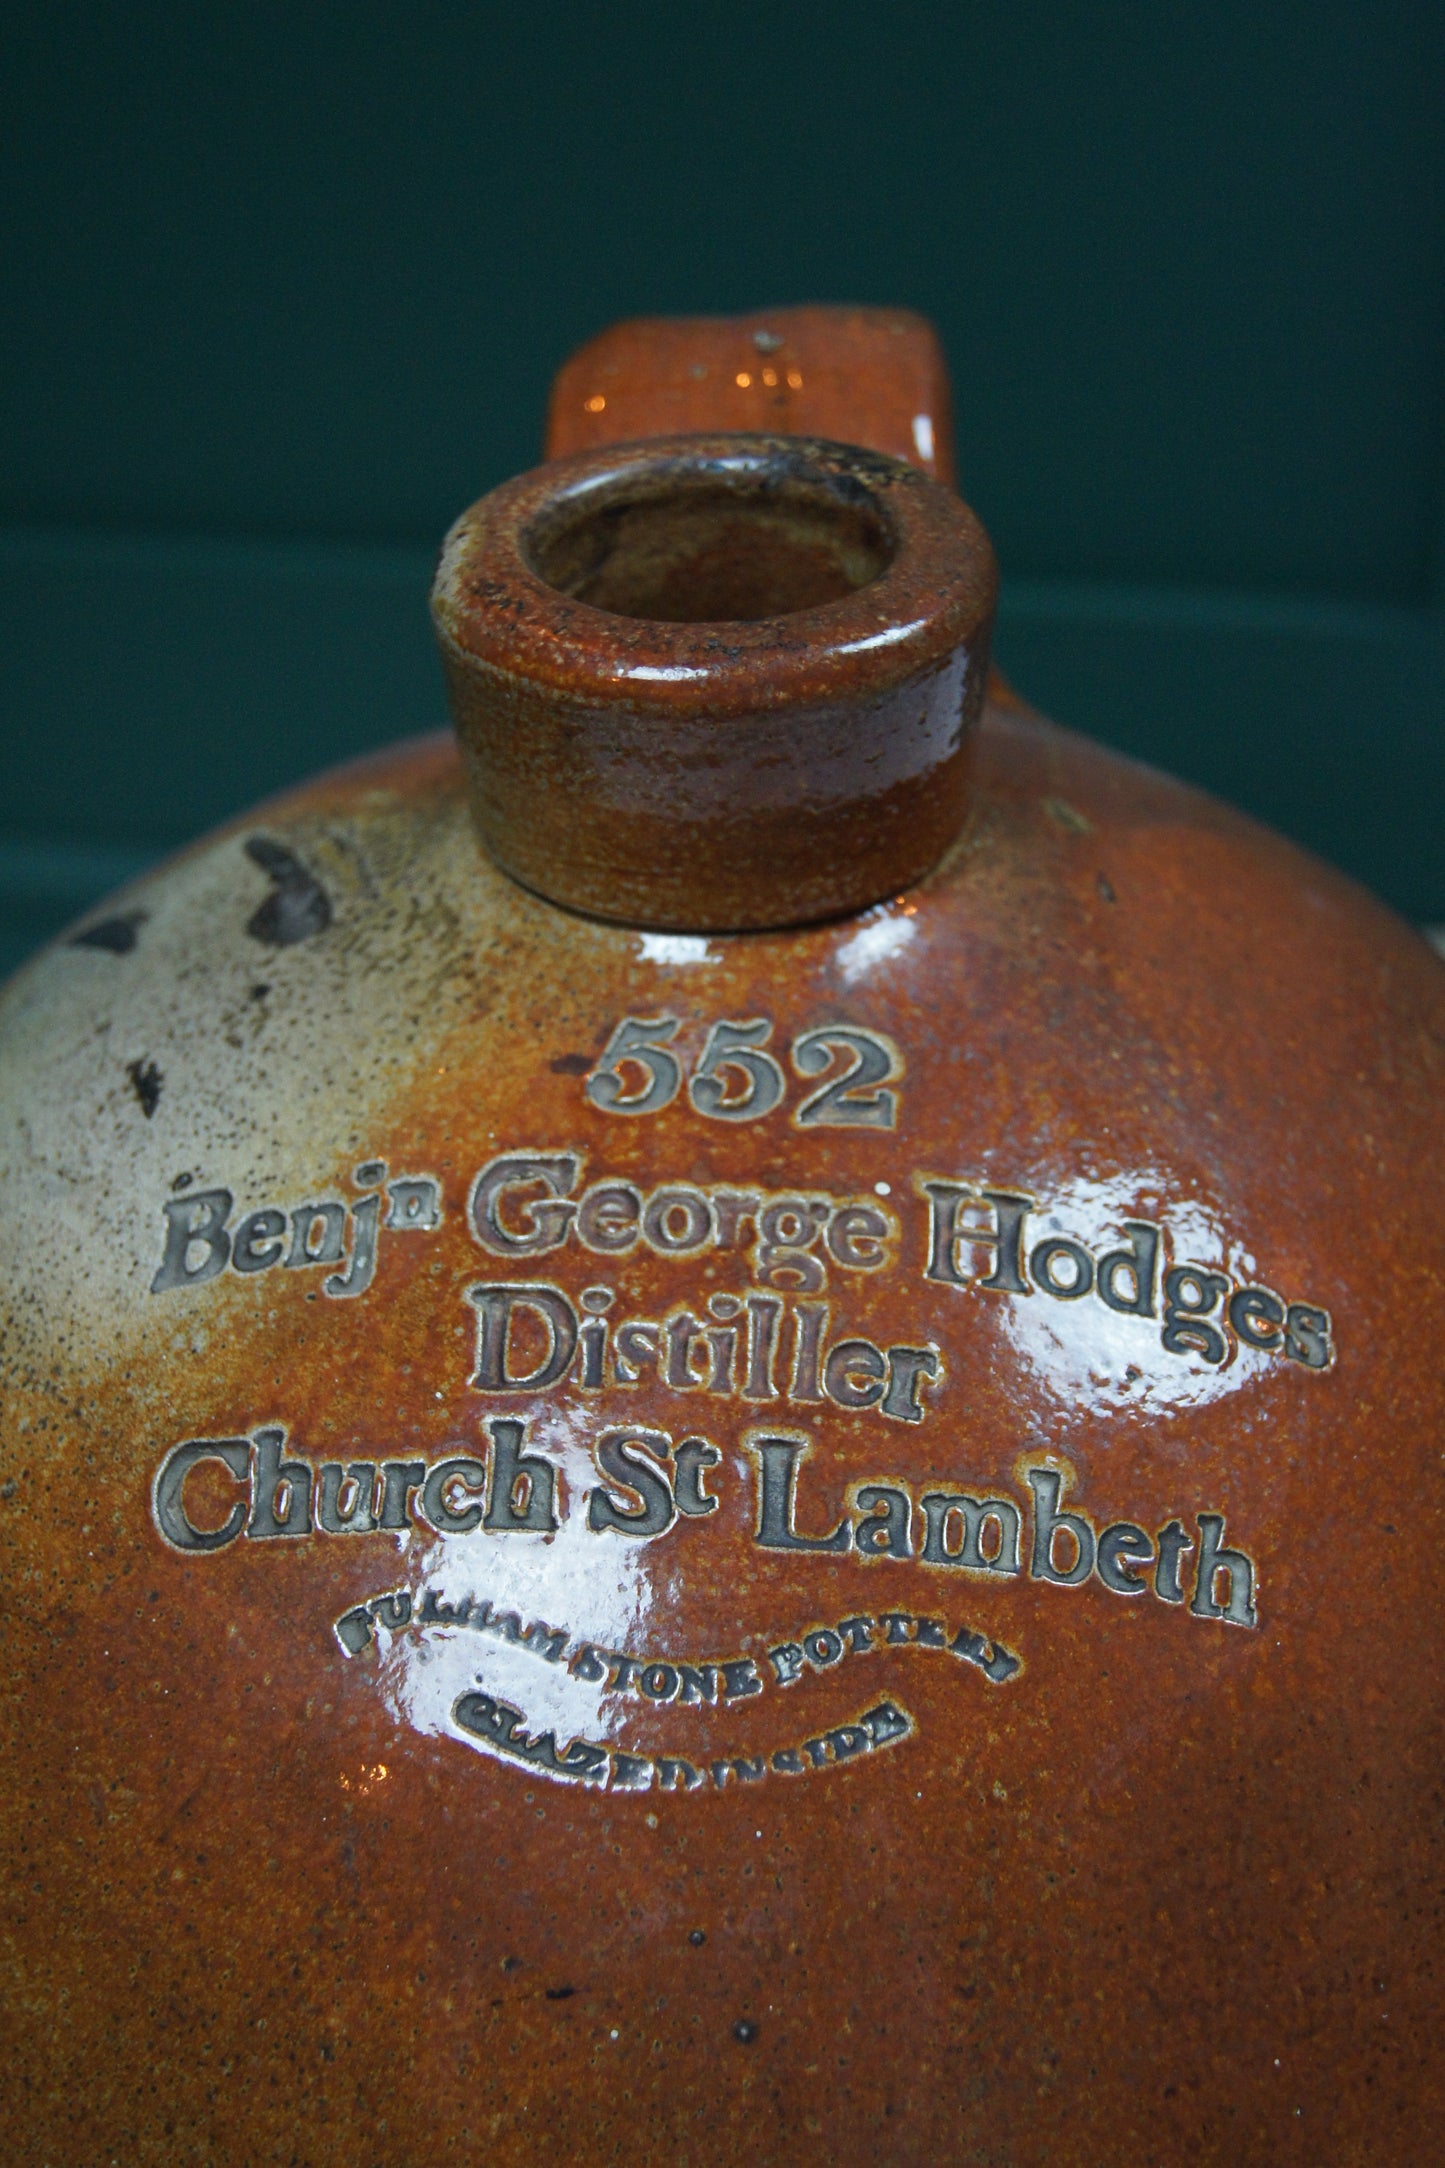 552
Benjⁿ George Hodges
Distiller
Church St Lambeth
FULHAM STONE POTTERY
GLAZED INSIDE